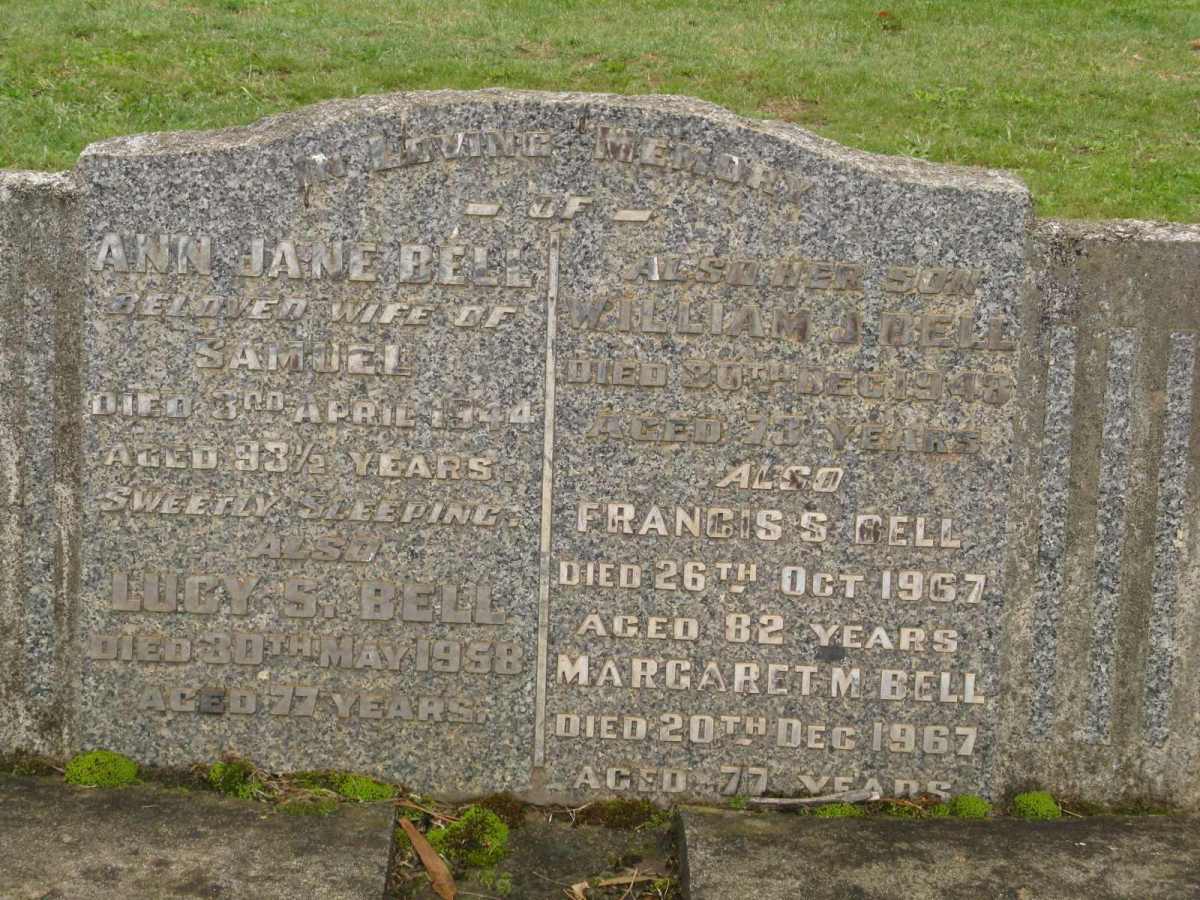 IN LOVING MEMORY
– OF –
ANN JANE BELL
BELOVED WIFE OF
SAMUEL
DIED 3RD APRIL 1944
AGED 93½ YEARS.
SWEETLY SLEEPING.
ALSO
LUCY S. BELL
DIED 30TH MAY 1958
AGED 77 YEARS.
ALSO HER SON
WILLIAM J BELL
DIED 30TH DEC 1948
AGED 73 YEARS
ALSO
FRANCIS S BELL
DIED 26TH OCT 1967
AGED 82 YEARS
MARGARET M BELL
DIED 20TH DEC 1967
AGED 77 YEARS